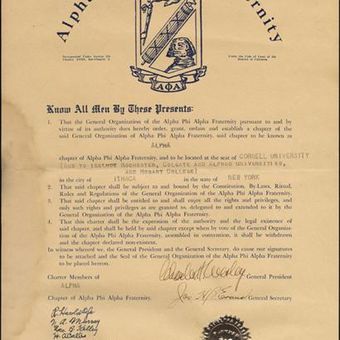 Alpha
ernity
ΑΦΑ
Know All Men By These Presents:
1. That the General Organization of the Alpha Phi Alpha Fraternity pursuant to and by
virtue of its authority does hereby order, grant, ordain and establish a chapter of the
said General Organization of Alpha Phi Alpha Fraternity, said chapter to be known as
ALPHA
chapter of Alpha Phi Alpha Fraternity, and to be located at the seat of CORNELL UNIVERSITY
ROCHESTER, COLGATE AND ALFRED UNIVERSITIES,
AND HOBART COLLEGE)
in the city of ITHACA in the state of NEW YORK
2. That said chapter shall be subject to and bound by the Constitution, By-Laws, Ritual,
Rules and Regulations of the General Organization of the Alpha Phi Alpha Fraternity.
3. That said chapter shall be entitled to and shall enjoy all the rights and privileges, and
only such rights and privileges as are granted, delegated to and extended to it by the
General Organization of Alpha Phi Alpha Fraternity.
4. That this charter shall be the expression of the authority and the legal existence of
said chapter, and shall be held by said chapter except when by vote of the General Organization
of the Alpha Phi Alpha Fraternity, assembled in convention, it shall be withdrawn
and the chapter declared non-existent.
In witness whereof we, the General President and the General Secretary, do cause our signatures
to be attached and the Seal of the General Organization of the Alpha Phi Alpha Fraternity
to be placed hereto.
Charter Members of
General President
ALPHA
Chapter of Alpha Phi Alpha Fraternity.
General Secretary